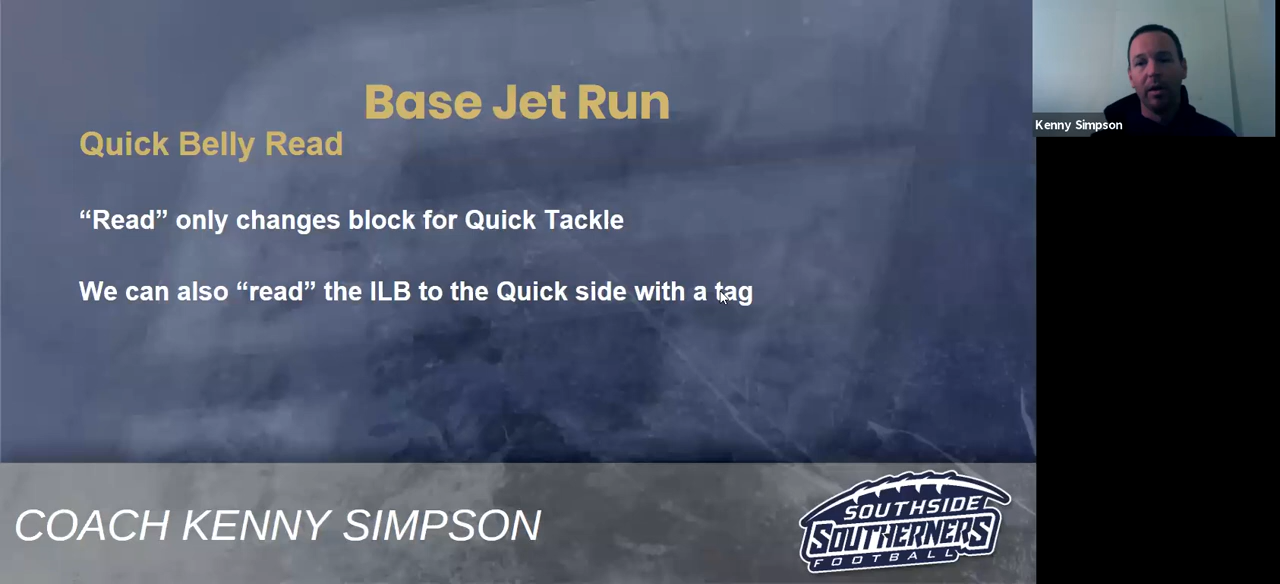 Base Jet Run
Quick Belly Read
“Read” only changes block for Quick Tackle
We can also “read” the ILB to the Quick side with a tag
COACH KENNY SIMPSON
SOUTHSIDE
SOUTHERNERS
FOOTBALL
Kenny Simpson